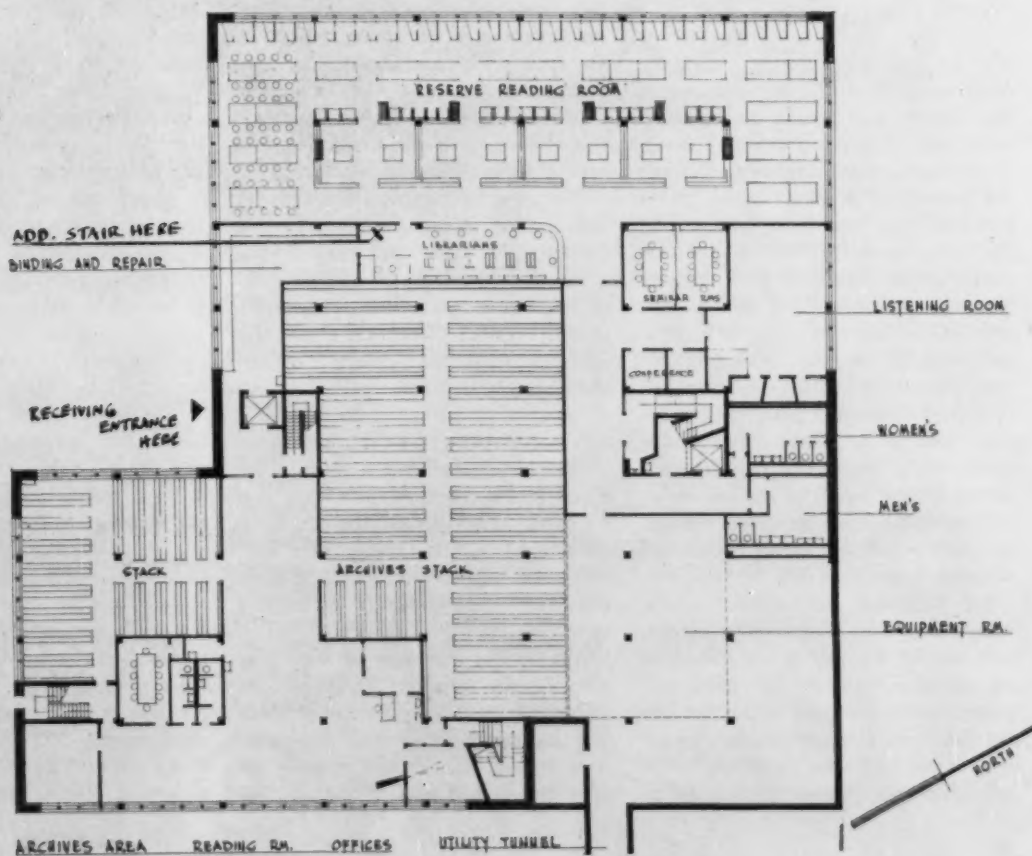 RESERVE READING ROOM
ADD. STAIR HERE
LIBRARIANS
BINDING AND REPAIR
SEMINAR RMS
LISTENING ROOM
CONFERENCE
RECEIVING
ENTRANCE
HERE
WOMEN'S
MEN'S
STACK
ARCHIVES STACK
EQUIPMENT RM.
NORTH
ARCHIVES AREA READING RM. OFFICES UTILITY TUNNEL